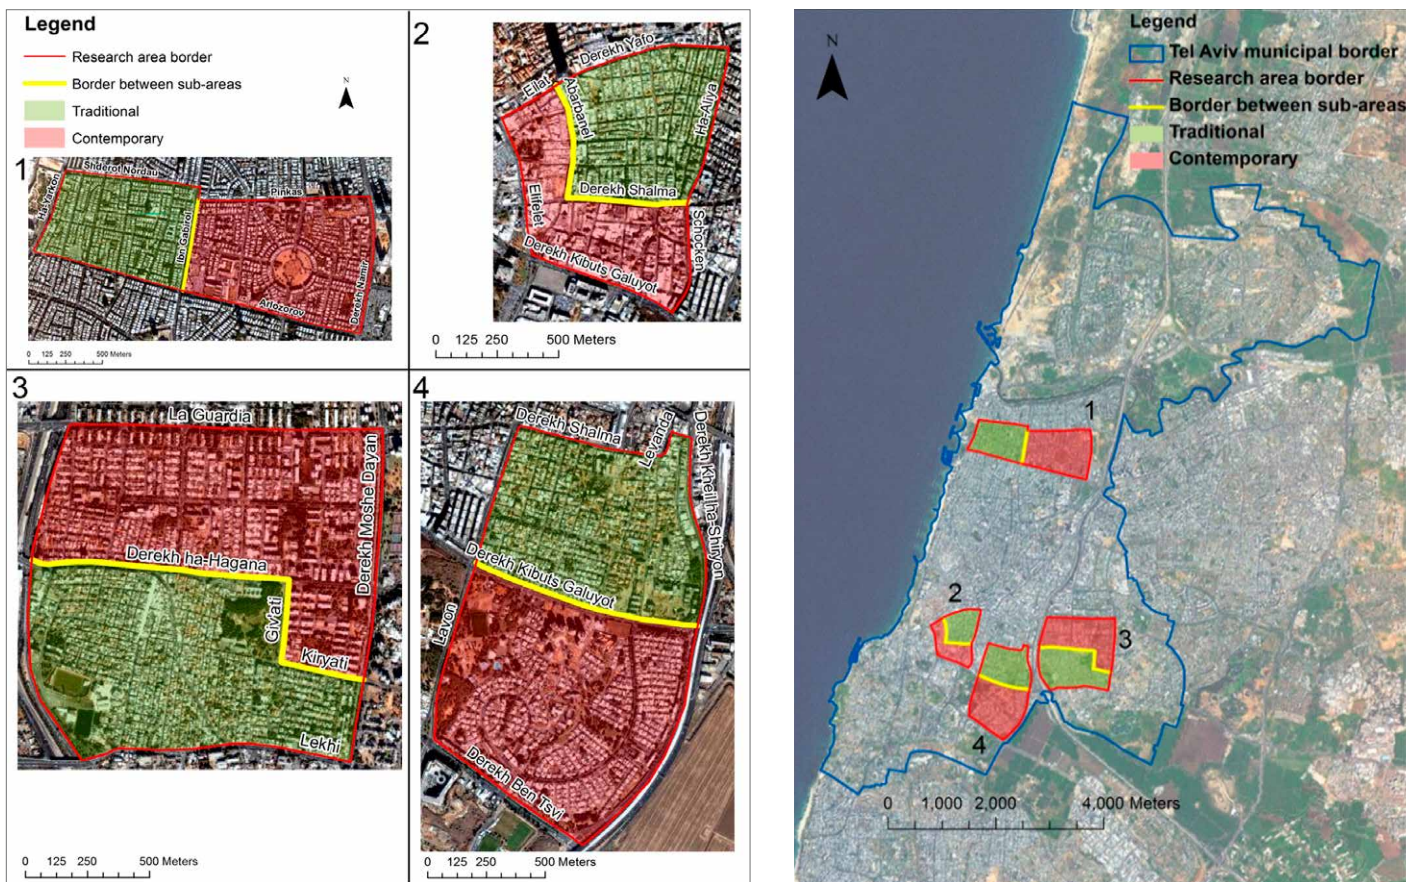 Legend
Research area border
Border between sub-areas
Traditional
Contemporary
N
1
Shderot Nordau
Pinkas
Ha-Yarkon
Ibn Gabirol
Derekh Namir
Arlozorov
0 125 250 500 Meters
2
Derekh Yafo
Eilat
Abarbanel
Ha-Aliya
Derekh Shalma
Elifelet
Schocken
Derekh Kibuts Galuyot
0 125 250 500 Meters
3
La Guardia
Derekh Moshe Dayan
Derekh ha-Hagana
Giv'ati
Kiryati
Lekhi
0 125 250 500 Meters
4
Derekh Shalma
Levanda
Derekh Kheil ha-Shiryon
Derekh Kibuts Galuyot
Lavon
Derekh Ben Tsvi
0 125 250 500 Meters
N
Legend
Tel Aviv municipal border
Research area border
Border between sub-areas
Traditional
Contemporary
1
2
3
4
0 1,000 2,000 4,000 Meters